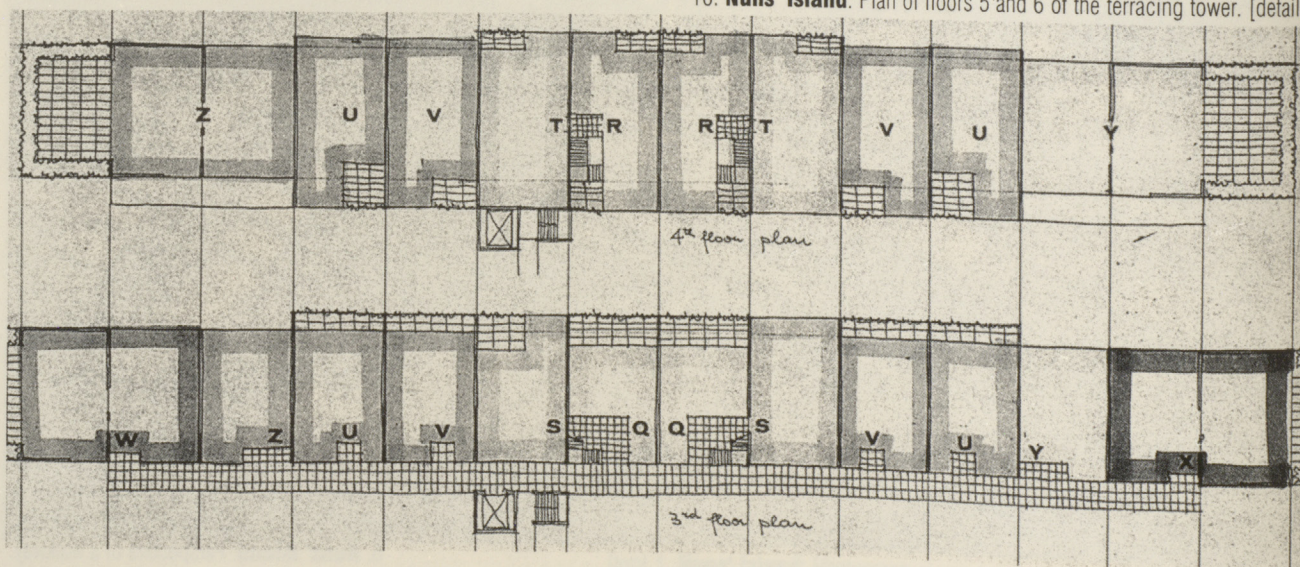 10. Nuns' Island. Plan of floors 5 and 6 of the terracing tower. [detail
Z U V T R R T V U Y
4th floor plan
W Z U V S Q Q S V U Y X
3rd floor plan